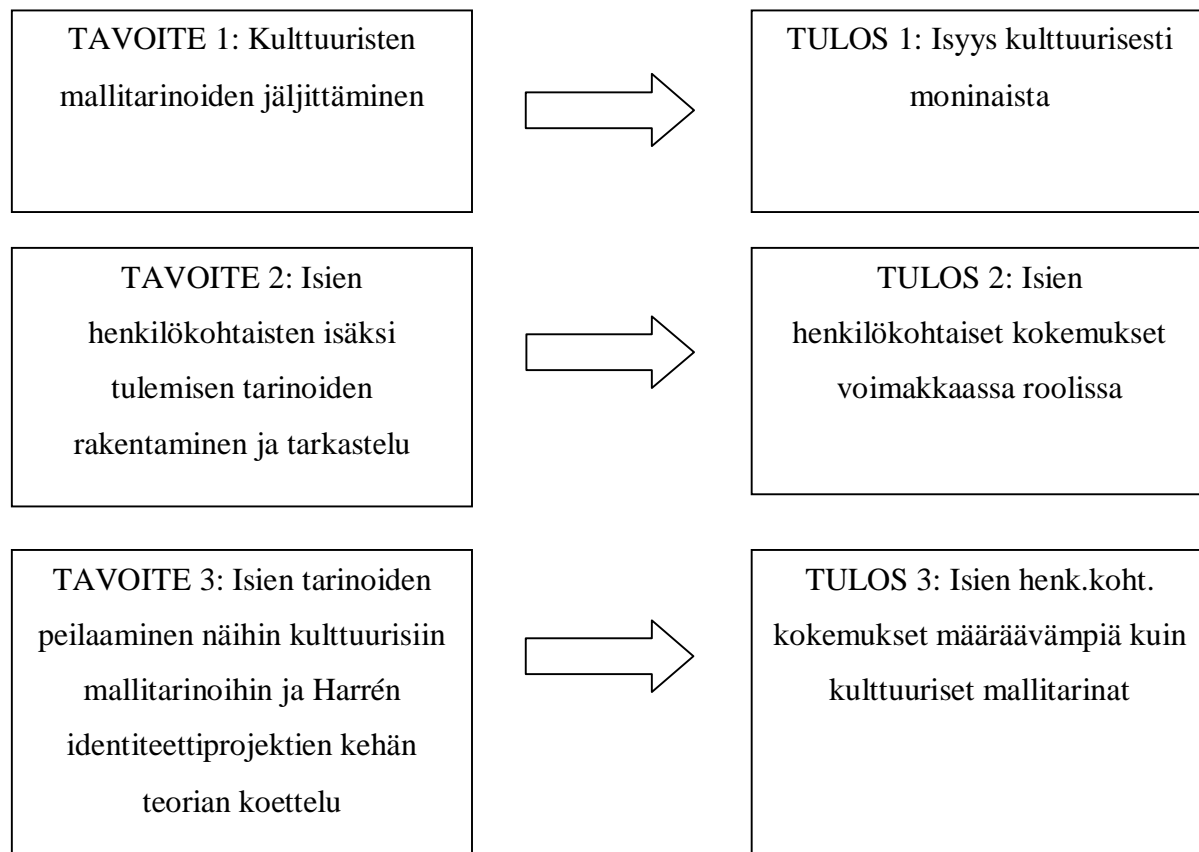 TAVOITE 1: Kulttuuristen
mallitarinoiden jäljittäminen
TULOS 1: Isyys kulttuurisesti
moninaista
TAVOITE 2: Isien
henkilökohtaisten isäksi
tulemisen tarinoiden
rakentaminen ja tarkastelu
TULOS 2: Isien
henkilökohtaiset kokemukset
voimakkaassa roolissa
TAVOITE 3: Isien tarinoiden
peilaaminen näihin kulttuurisiin
mallitarinoihin ja Harrén
identiteettiprojektien kehän
teorian koettelu
TULOS 3: Isien henk.koht.
kokemukset määräävämpiä kuin
kulttuuriset mallitarinat